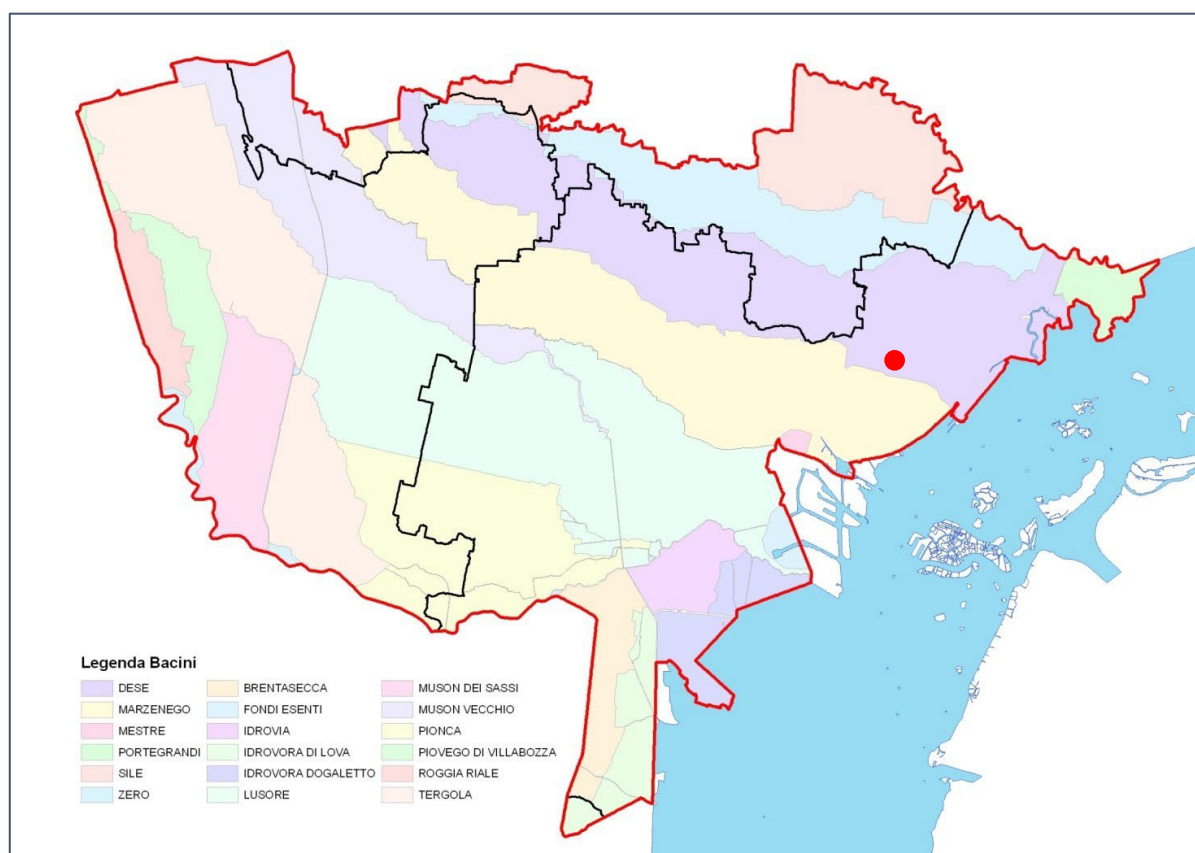 Legenda Bacini
DESE
MARZENEGO
MESTRE
PORTEGRANDI
SILE
ZERO
BRENTASECCA
FONDI ESENTI
IDROVIA
IDROVORA DI LOVA
IDROVORA DOGALETTO
LUSORE
MUSON DEI SASSI
MUSON VECCHIO
PIONCA
PIOVEGO DI VILLABOZZA
ROGGIA RIALE
TERGOLA